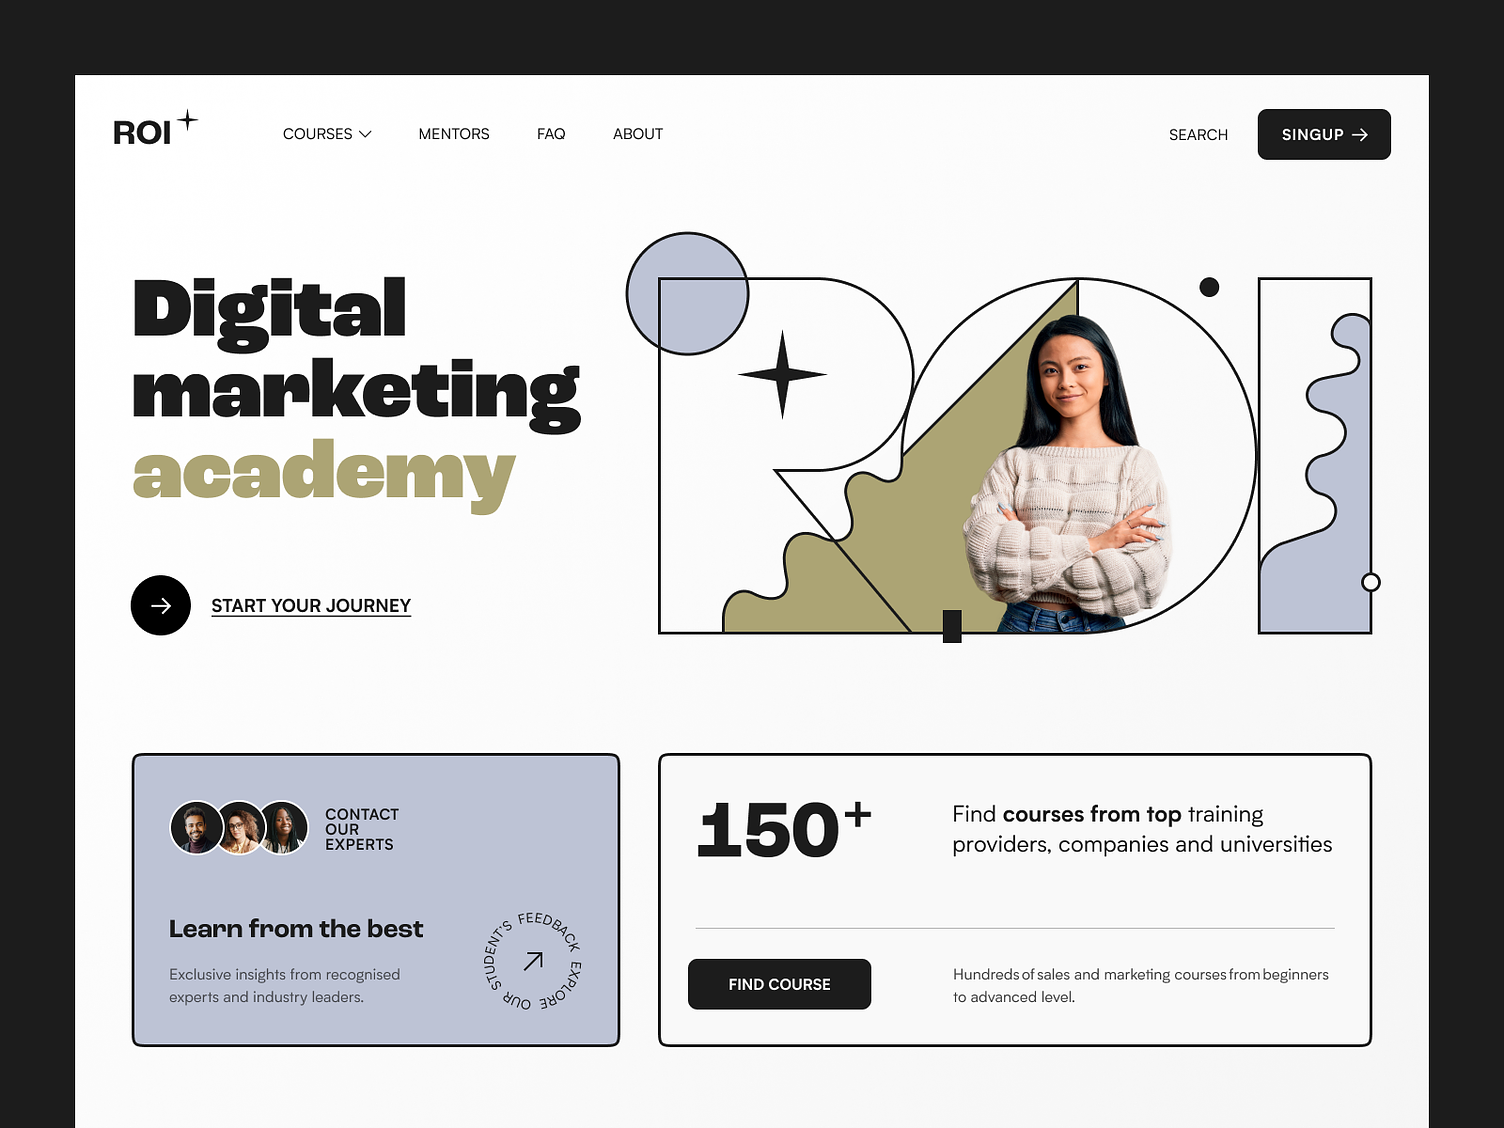 ROI
COURSES
MENTORS
FAQ
ABOUT
SEARCH
SINGUP
Digital
marketing
academy
START YOUR JOURNEY
ROI
CONTACT
OUR
EXPERTS
Learn from the best
Exclusive insights from recognised
experts and industry leaders.
EXPLORE OUR STUDENT'S FEEDBACK
150+
Find courses from top training
providers, companies and universities
FIND COURSE
Hundreds of sales and marketing courses from beginners
to advanced level.